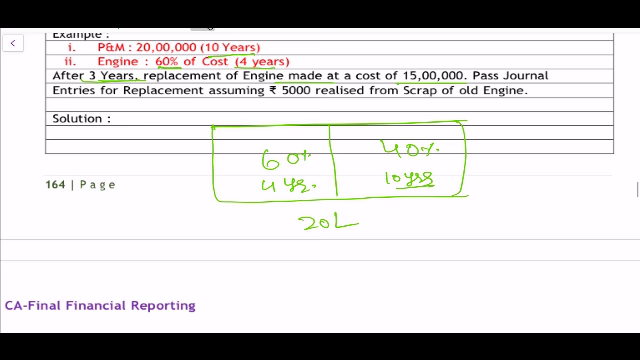 Example :
i. P&M : 20,00,000 (10 Years)
ii. Engine : 60% of Cost (4 years)
After 3 Years, replacement of Engine made at a cost of 15,00,000. Pass Journal
Entries for Replacement assuming ₹ 5000 realised from Scrap of old Engine.
Solution :
60% 40%
4 yr. 10 yrs
20L
164 | Page
CA-Final Financial Reporting